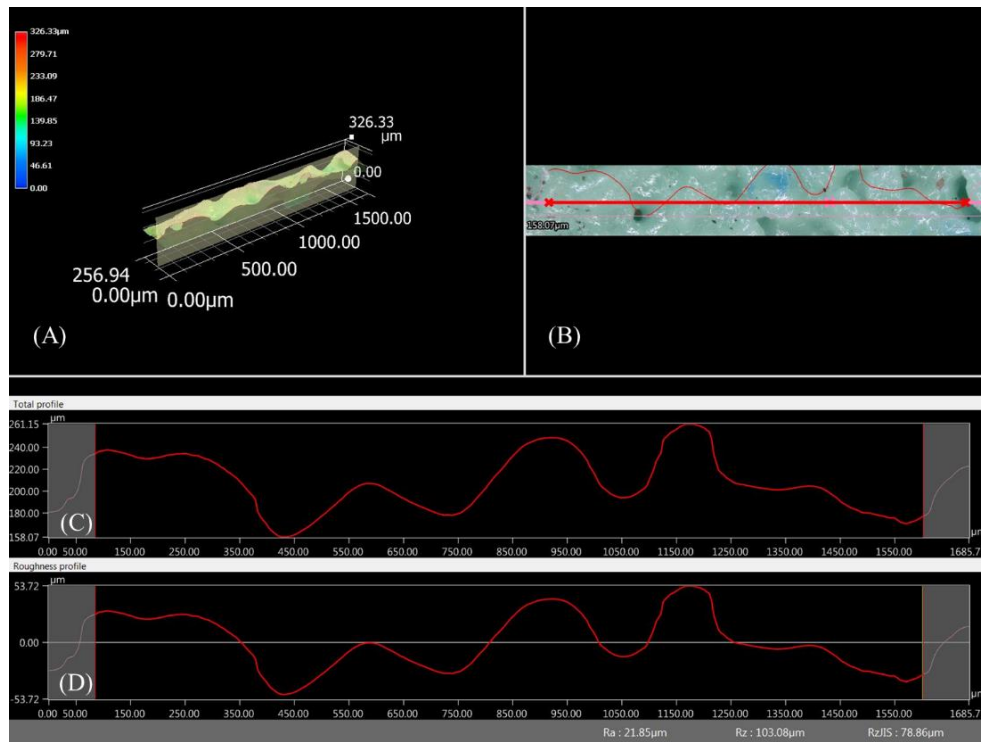 326.33µm
279.71
233.09
186.47
139.85
93.23
46.61
0.00
326.33
µm
0.00
1500.00
1000.00
500.00
256.94
0.00µm 0.00µm
(A)
158.07µm
(B)
Total profile
µm
261.15
240.00
220.00
200.00
180.00
158.07
(C)
0.00 50.00 150.00 250.00 350.00 450.00 550.00 650.00 750.00 850.00 950.00 1050.00 1150.00 1250.00 1350.00 1450.00 1550.00 1685.7
Roughness profile
µm
53.72
0.00
-53.72
(D)
0.00 50.00 150.00 250.00 350.00 450.00 550.00 650.00 750.00 850.00 950.00 1050.00 1150.00 1250.00 1350.00 1450.00 1550.00 1685.7
Ra : 21.85µm Rz : 103.08µm RzJIS : 78.86µm